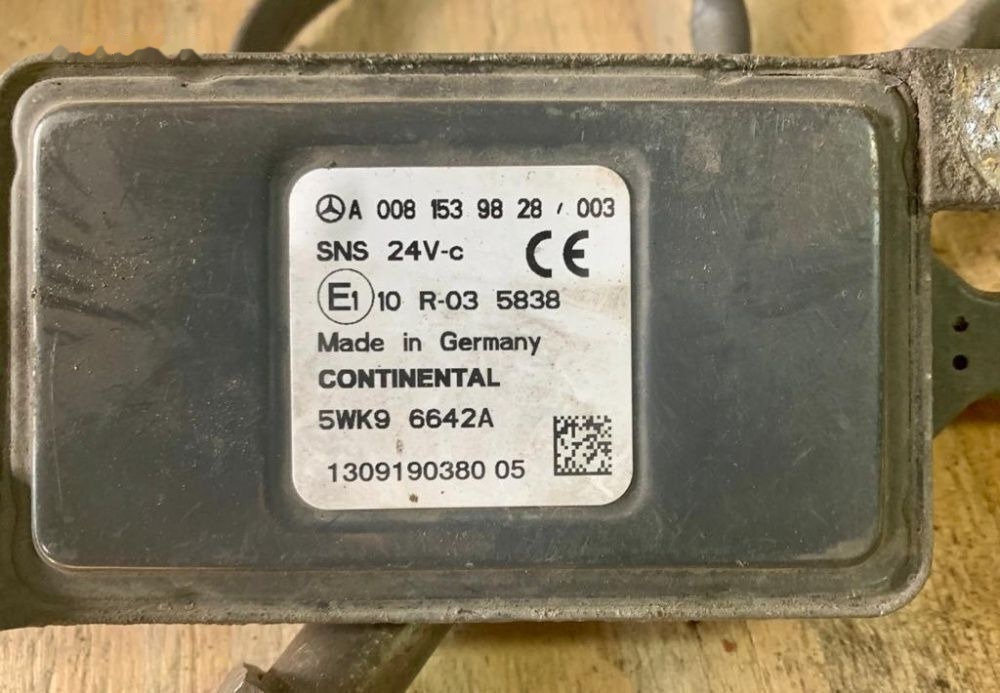 A 008 153 98 28 / 003
SNS 24V-c CE
E1 10 R-03 5838
Made in Germany
CONTINENTAL
5WK9 6642A
1309190380 05